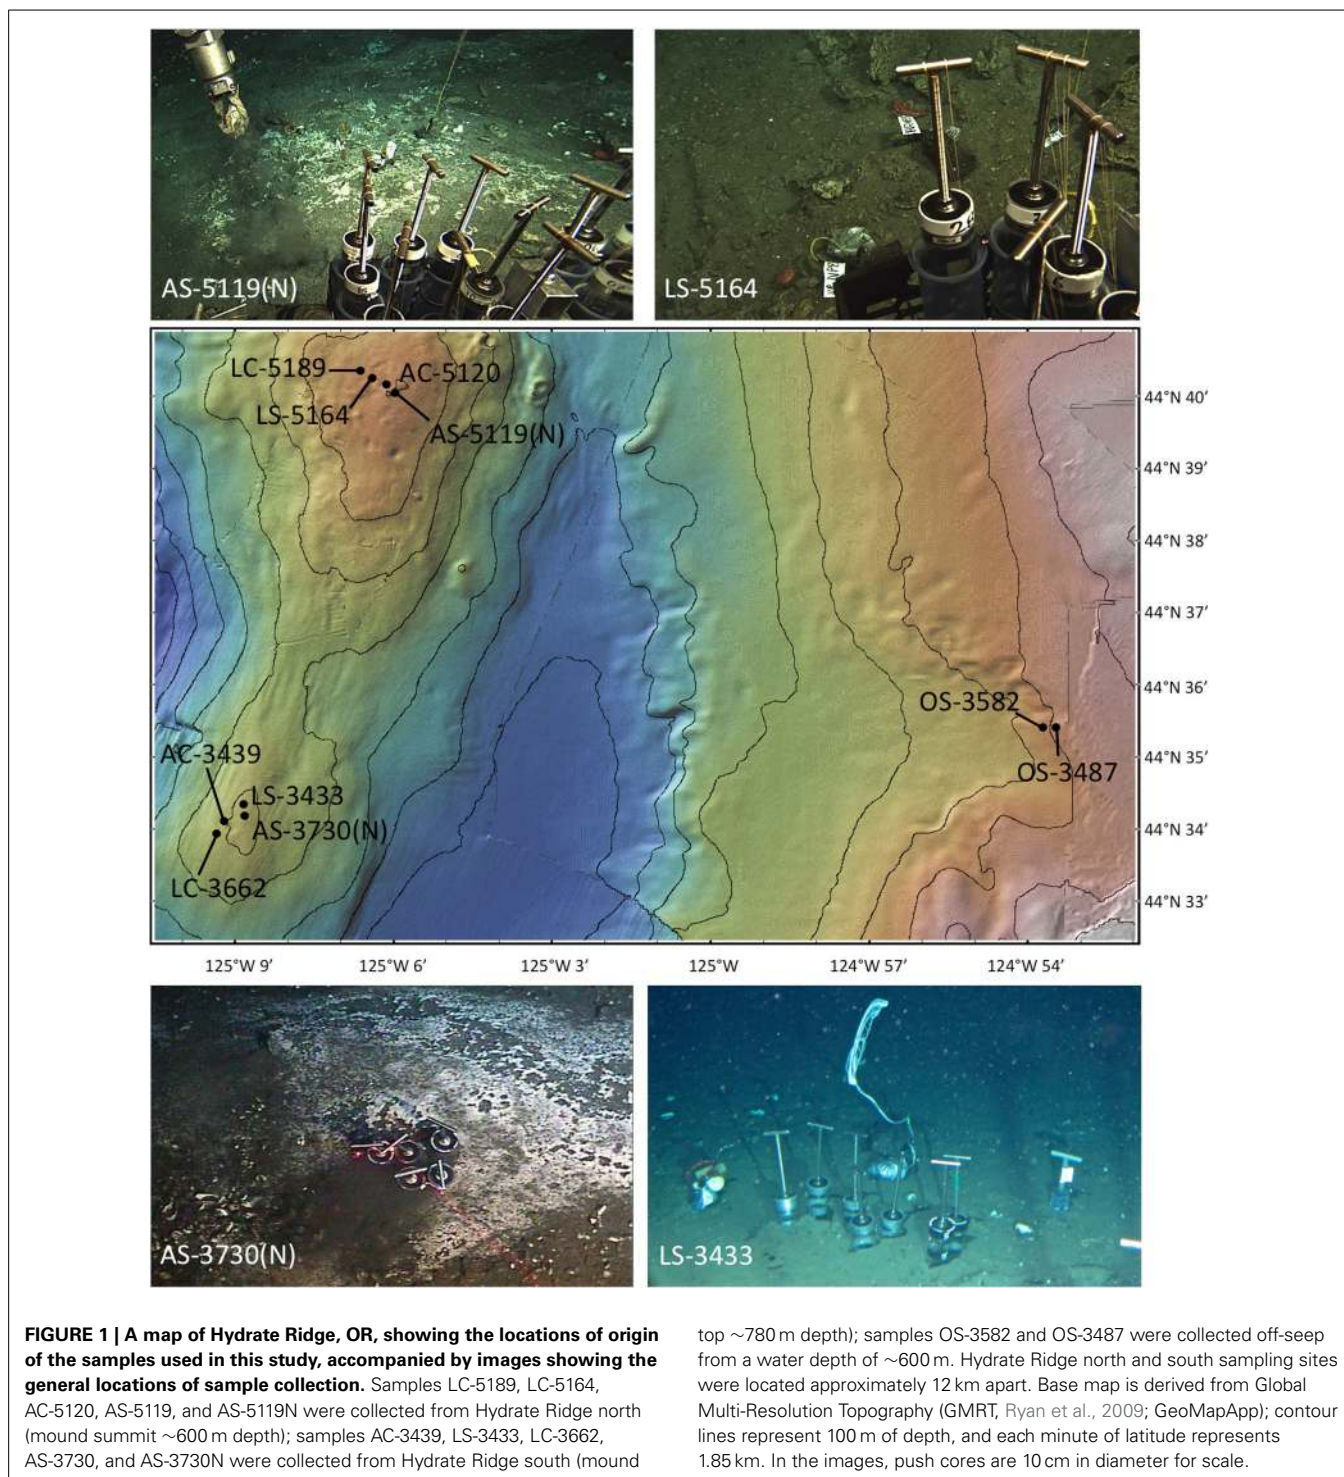 AS-5119(N)
LS-5164
LC-5189
AC-5120
LS-5164
AS-5119(N)
44°N 40'
44°N 39'
44°N 38'
44°N 37'
44°N 36'
44°N 35'
44°N 34'
44°N 33'
OS-3582
OS-3487
AC-3439
LS-3433
AS-3730(N)
LC-3662
125°W 9'
125°W 6'
125°W 3'
125°W
124°W 57'
124°W 54'
AS-3730(N)
LS-3433
FIGURE 1 | A map of Hydrate Ridge, OR, showing the locations of origin
of the samples used in this study, accompanied by images showing the
general locations of sample collection. Samples LC-5189, LC-5164,
AC-5120, AS-5119, and AS-5119N were collected from Hydrate Ridge north
(mound summit ∼600 m depth); samples AC-3439, LS-3433, LC-3662,
AS-3730, and AS-3730N were collected from Hydrate Ridge south (mound
top ∼780 m depth); samples OS-3582 and OS-3487 were collected off-seep
from a water depth of ∼600 m. Hydrate Ridge north and south sampling sites
were located approximately 12 km apart. Base map is derived from Global
Multi-Resolution Topography (GMRT, Ryan et al., 2009; GeoMapApp); contour
lines represent 100 m of depth, and each minute of latitude represents
1.85 km. In the images, push cores are 10 cm in diameter for scale.